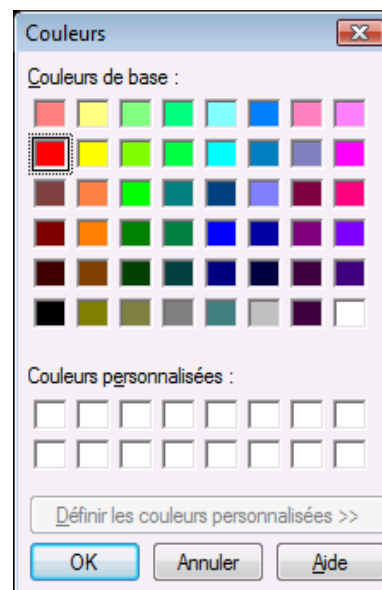 Couleurs
Couleurs de base :
Couleurs personnalisées :
Définir les couleurs personnalisées >>
OK
Annuler
Aide